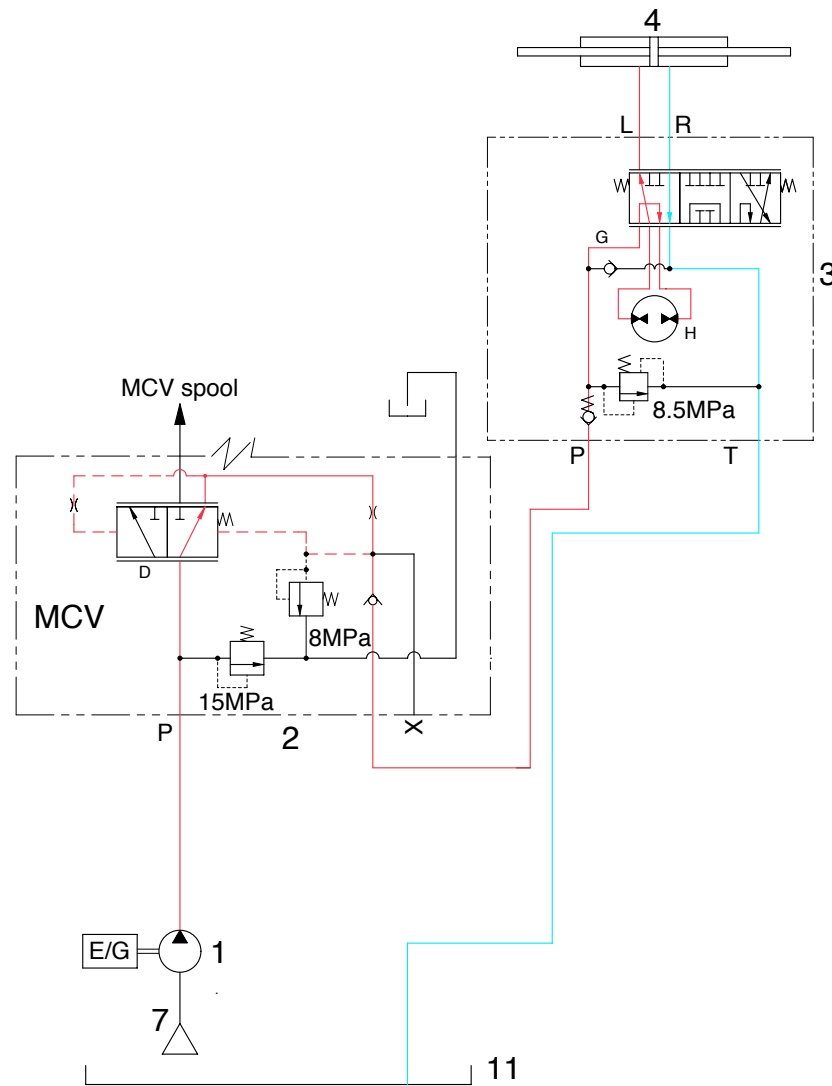 4
L R
G
3
H
MCV spool
8.5MPa
P T
D
MCV
8MPa
15MPa
P 2 X
E/G 1
7
11